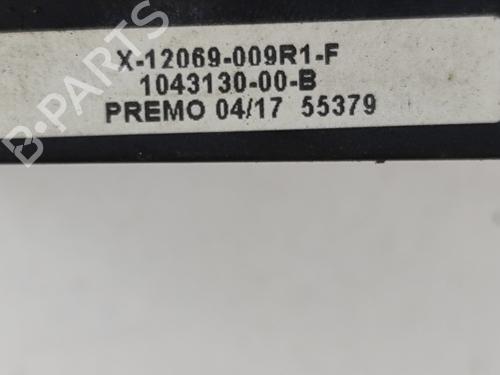 X-12069-009R1-F
1043130-00-B
PREMO 04/17 55379
B-PARTS